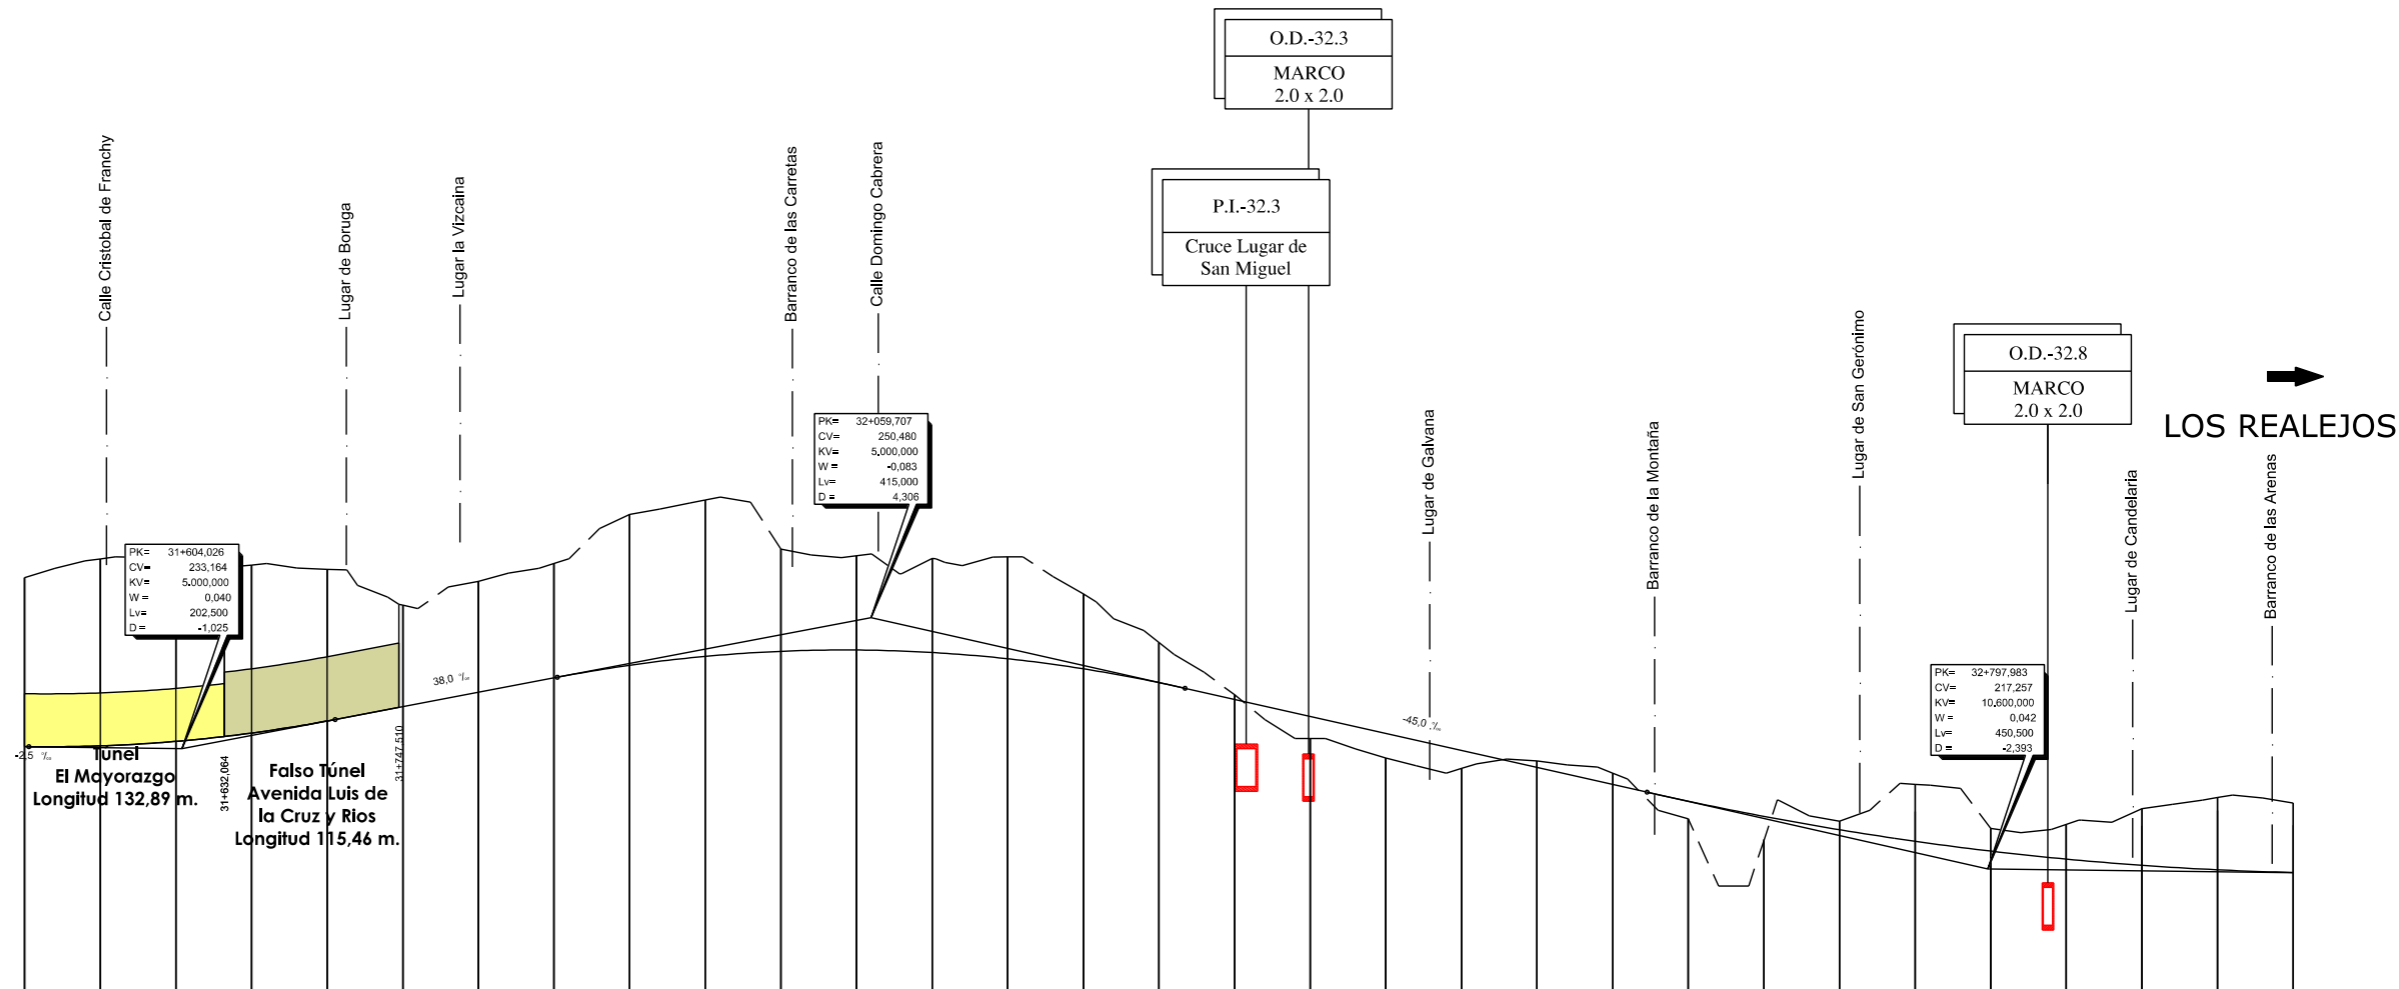 O.D.-32.3
MARCO
2.0 x 2.0
P.I.-32.3
Cruce Lugar de
San Miguel
O.D.-32.8
MARCO
2.0 x 2.0
LOS REALEJOS
Calle Cristobal de Franchy
Lugar de Boruga
Lugar la Vizcaina
Barranco de las Carretas
Calle Domingo Cabrera
Lugar de Galvana
Barranco de la Montaña
Lugar de San Gerónimo
Lugar de Candelaria
Barranco de las Arenas
PK= 31+604,026
CV= 233,164
KV= 5.000,000
W = 0,040
Lv= 202,500
D = -1,025
PK= 32+059,707
CV= 250,480
KV= 5.000,000
W = -0,083
Lv= 415,000
D = 4,306
PK= 32+797,983
CV= 217,257
KV= 10.600,000
W = 0,042
Lv= 450,500
D = -2,393
-2,5 ‰
38,0 ‰
-45,0 ‰
Túnel
El Mayorazgo
Longitud 132,89 m.
31+632,064
Falso Túnel
Avenida Luis de
la Cruz y Rios
Longitud 115,46 m.
31+747,510